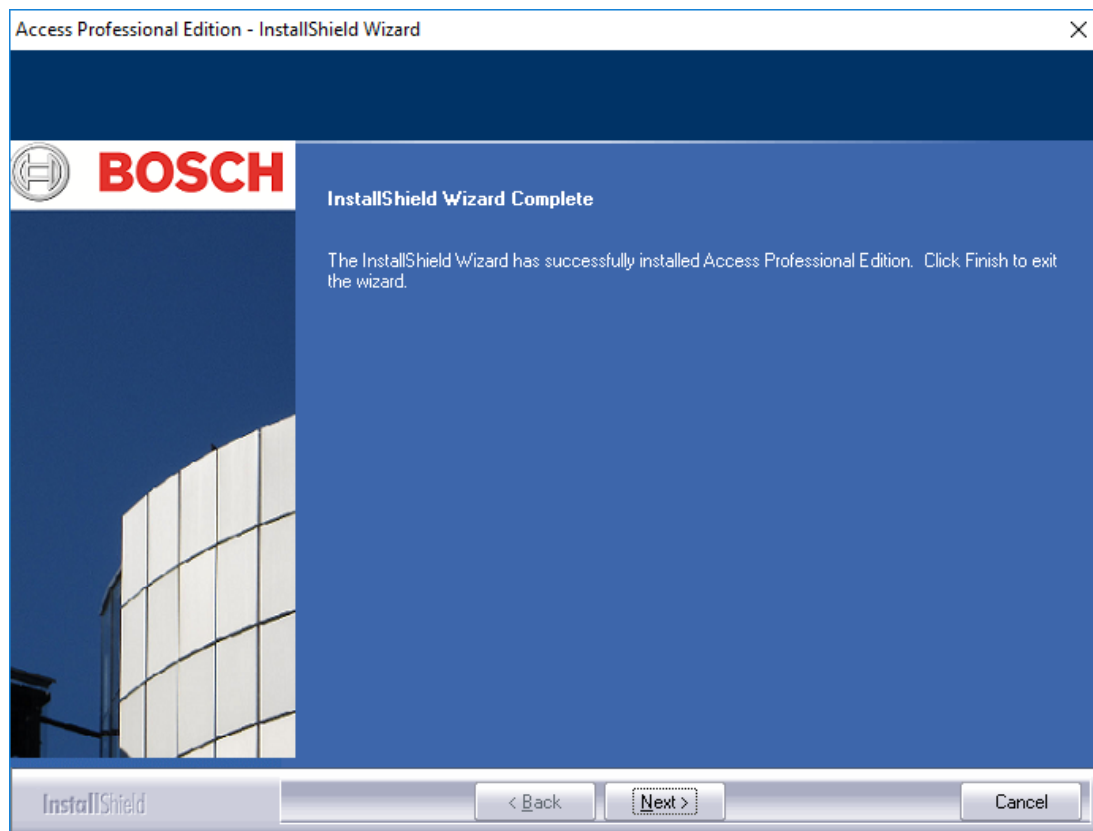 Access Professional Edition - InstallShield Wizard
BOSCH
InstallShield Wizard Complete
The InstallShield Wizard has successfully installed Access Professional Edition. Click Finish to exit
the wizard.
InstallShield
< Back
Next >
Cancel